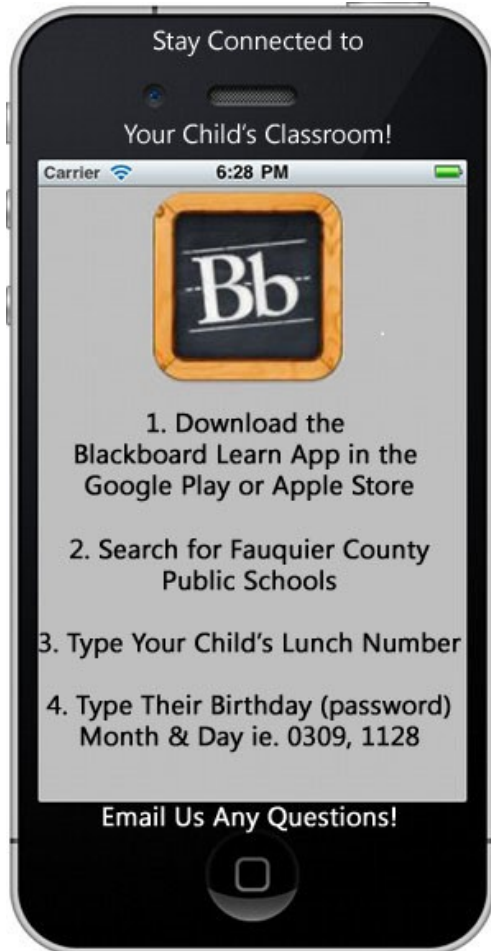 Stay Connected to
Your Child's Classroom!
Carrier
6:28 PM
Bb
1. Download the
Blackboard Learn App in the
Google Play or Apple Store
2. Search for Fauquier County
Public Schools
3. Type Your Child's Lunch Number
4. Type Their Birthday (password)
Month & Day ie. 0309, 1128
Email Us Any Questions!